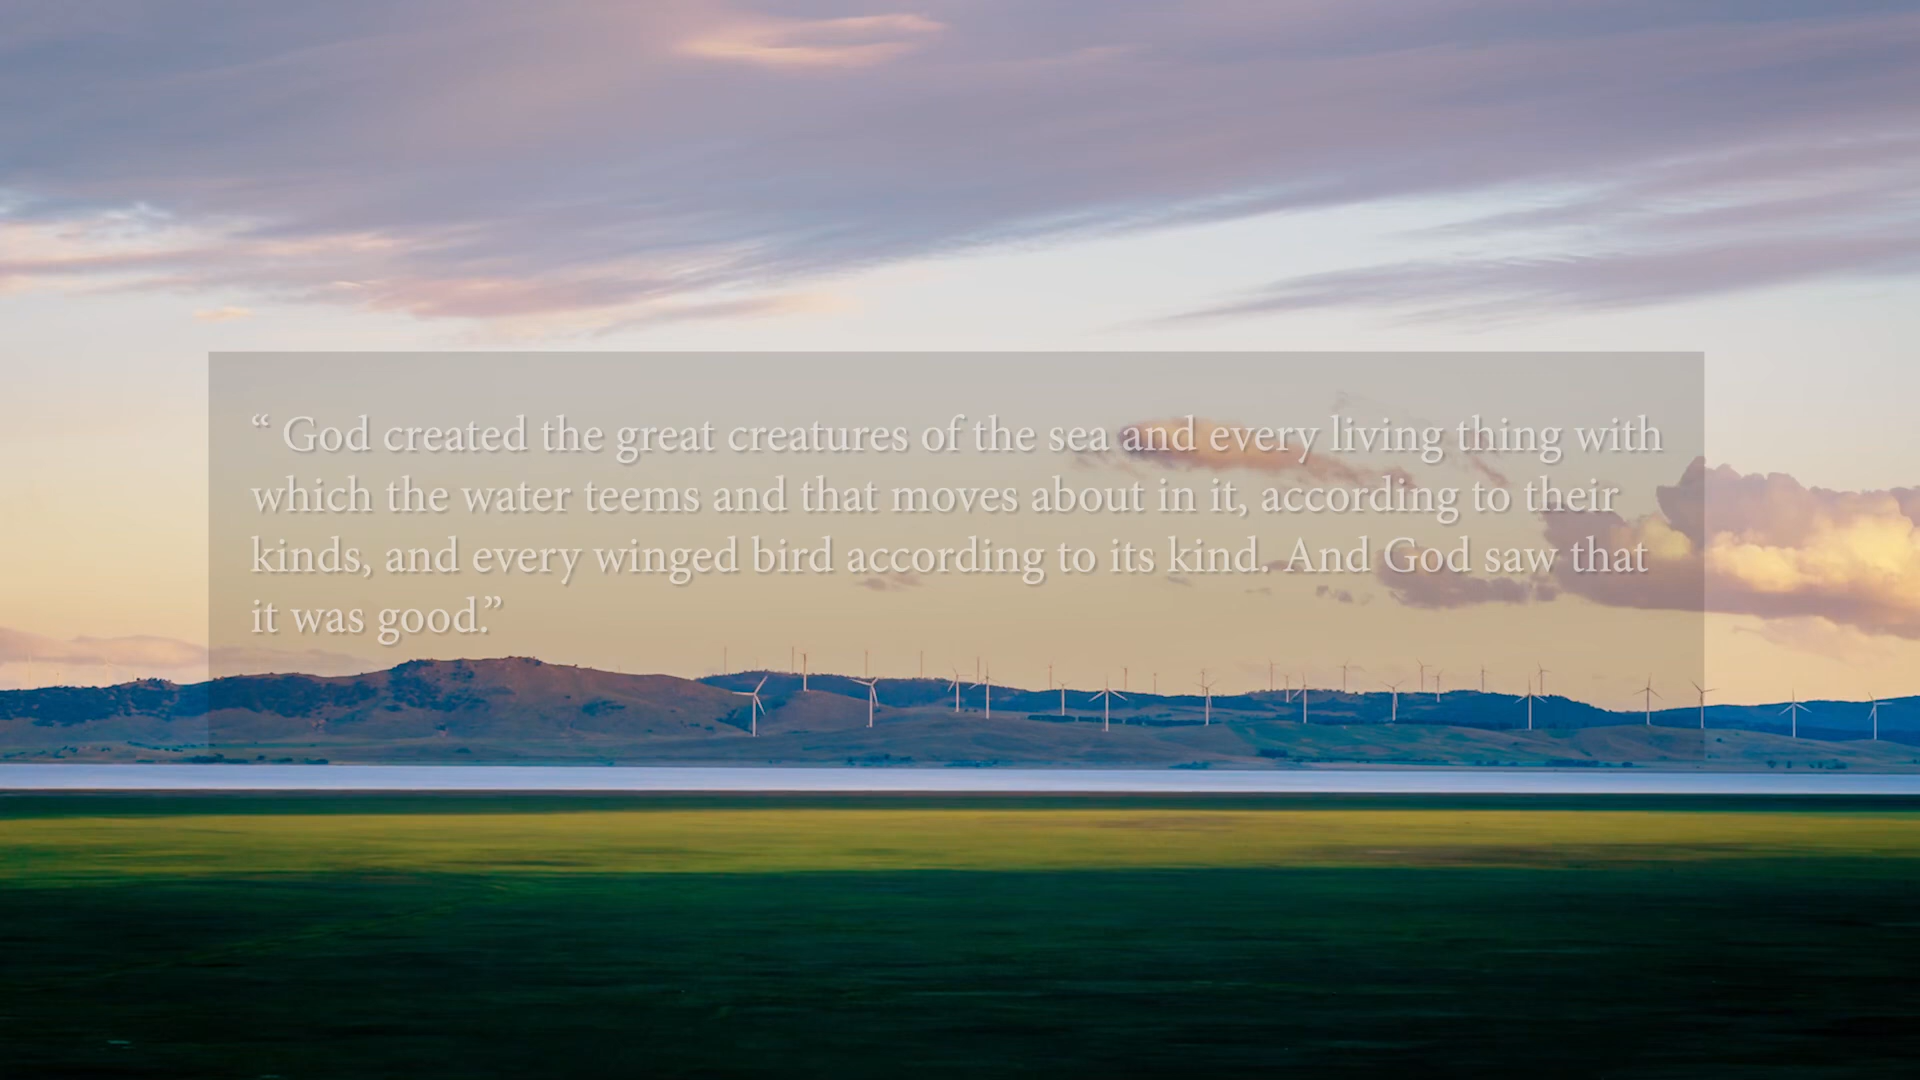 “ God created the great creatures of the sea and every living thing with
which the water teems and that moves about in it, according to their
kinds, and every winged bird according to its kind. And God saw that
it was good.”